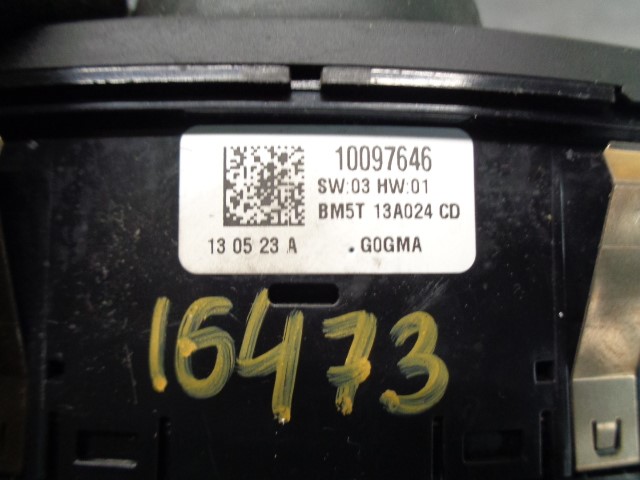 10097646
SW:03 HW:01
BM5T 13A024 CD
13 05 23 A .G0GMA
16473